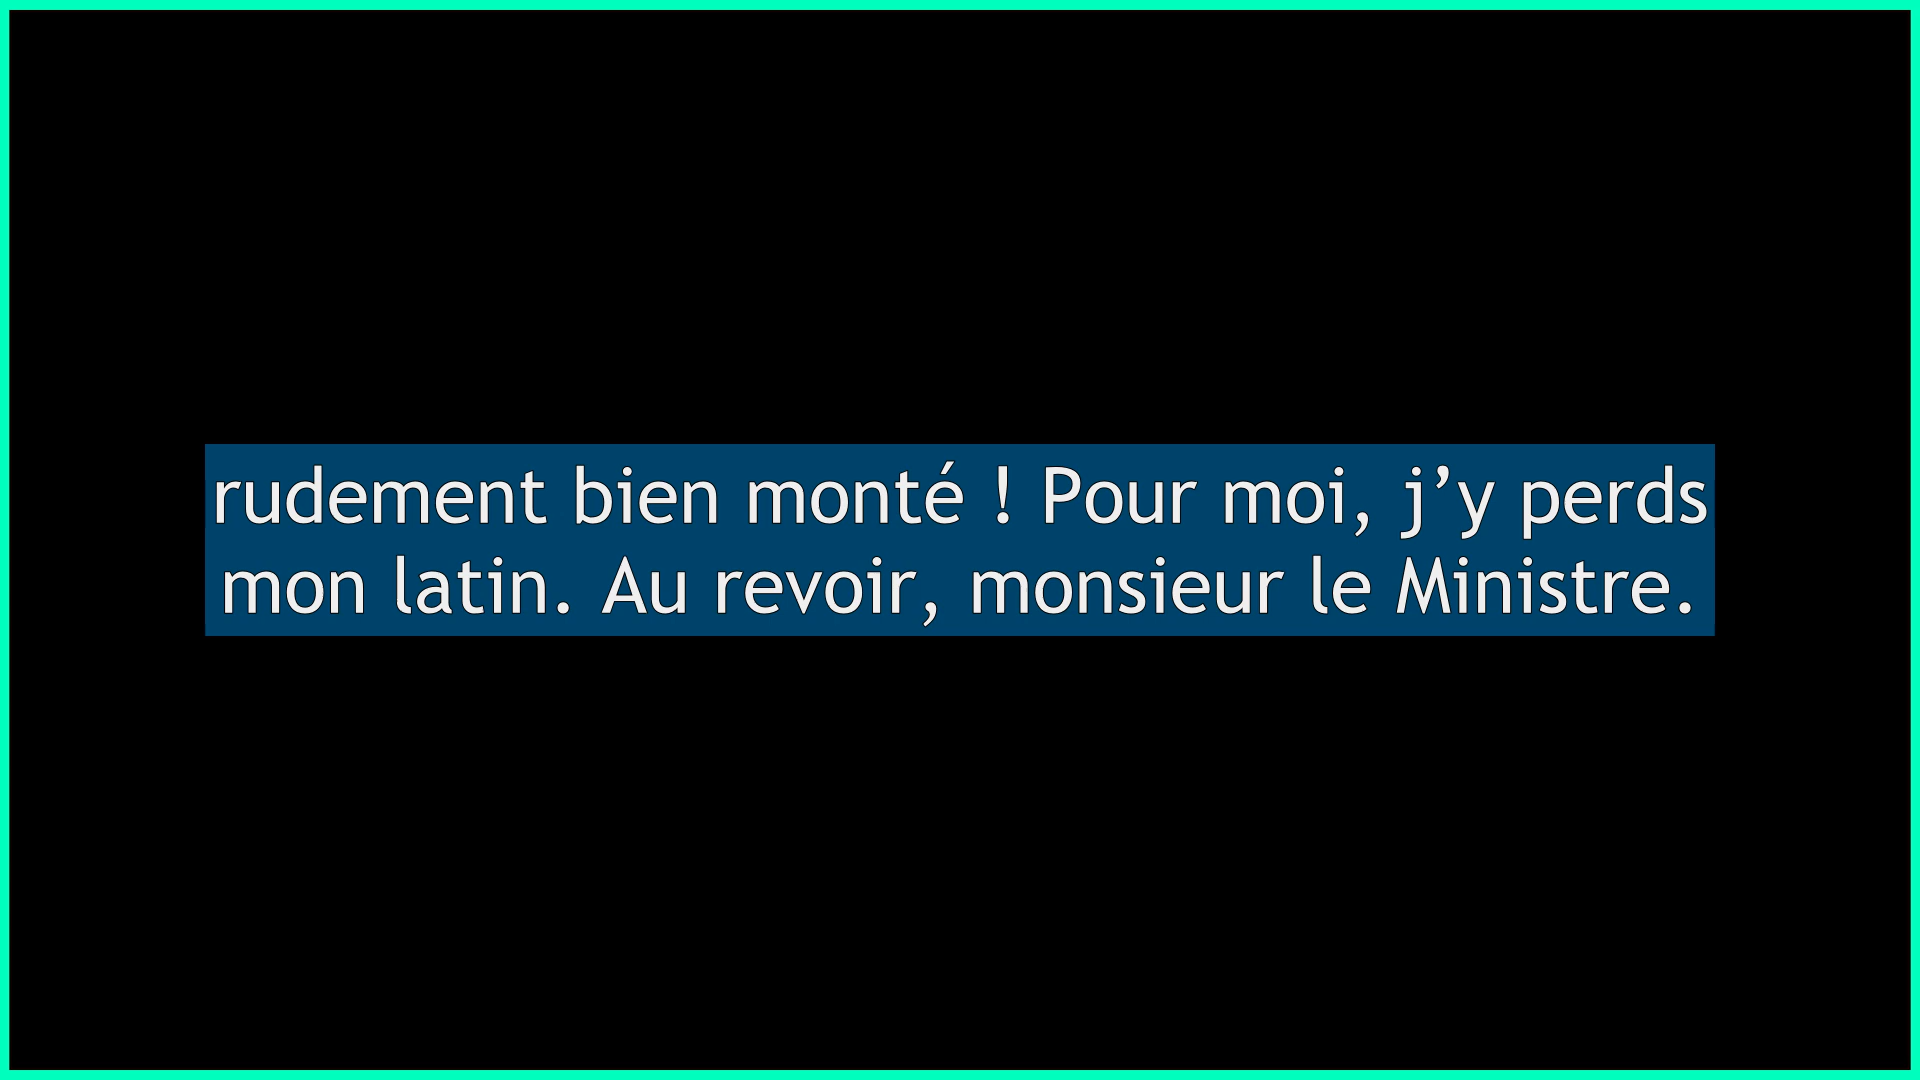 rudement bien monté ! Pour moi, j’y perds
mon latin. Au revoir, monsieur le Ministre.